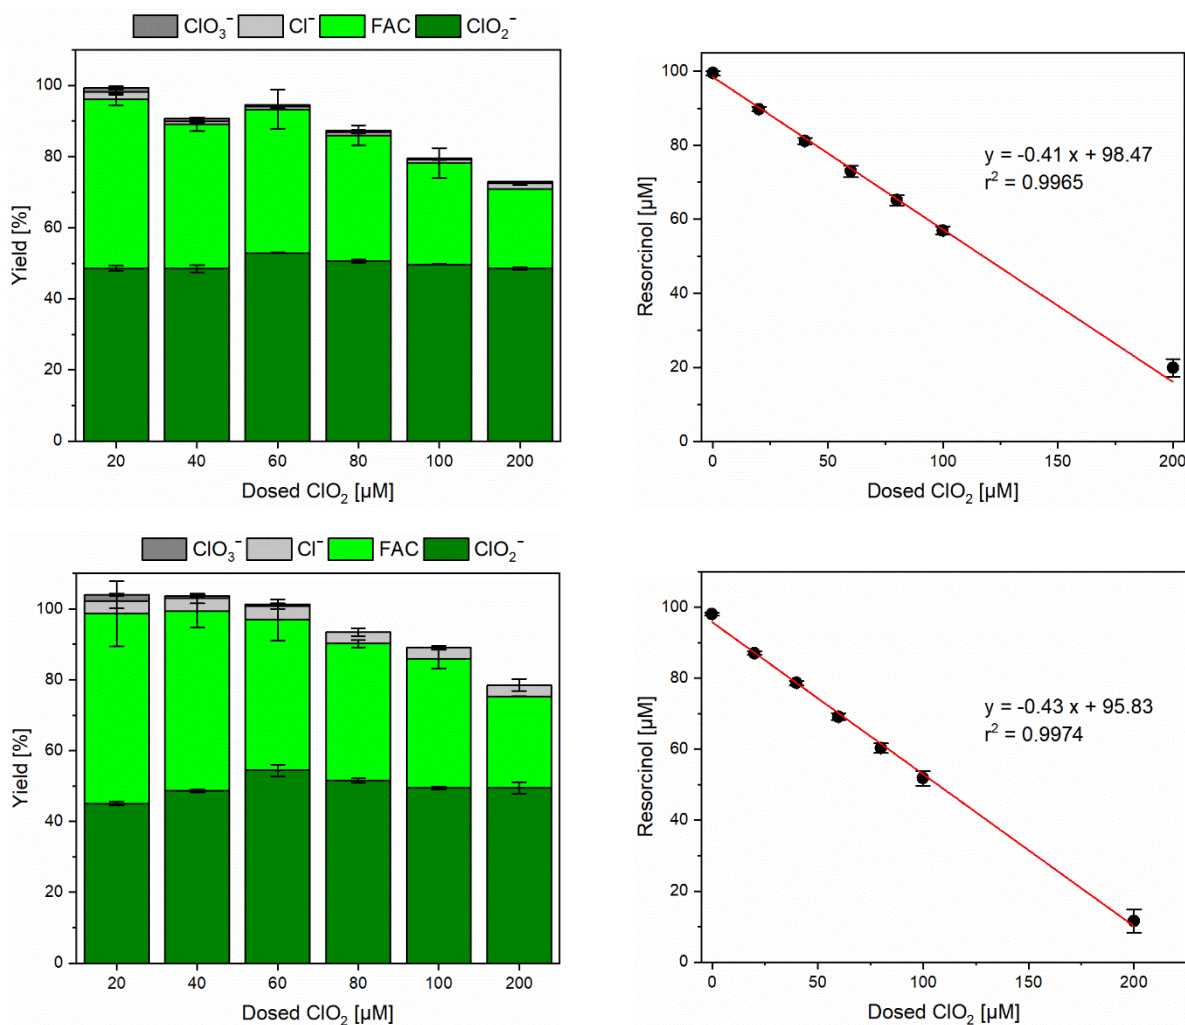 ClO₃⁻ Cl⁻ FAC ClO₂⁻
100
80
60
40
20
0
Yield [%]
20 40 60 80 100 200
Dosed ClO₂ [µM]
100
80
60
40
20
0
Resorcinol [µM]
y = -0.41 x + 98.47
r² = 0.9965
0 50 100 150 200
Dosed ClO₂ [µM]
ClO₃⁻ Cl⁻ FAC ClO₂⁻
100
80
60
40
20
0
Yield [%]
20 40 60 80 100 200
Dosed ClO₂ [µM]
100
80
60
40
20
0
Resorcinol [µM]
y = -0.43 x + 95.83
r² = 0.9974
0 50 100 150 200
Dosed ClO₂ [µM]